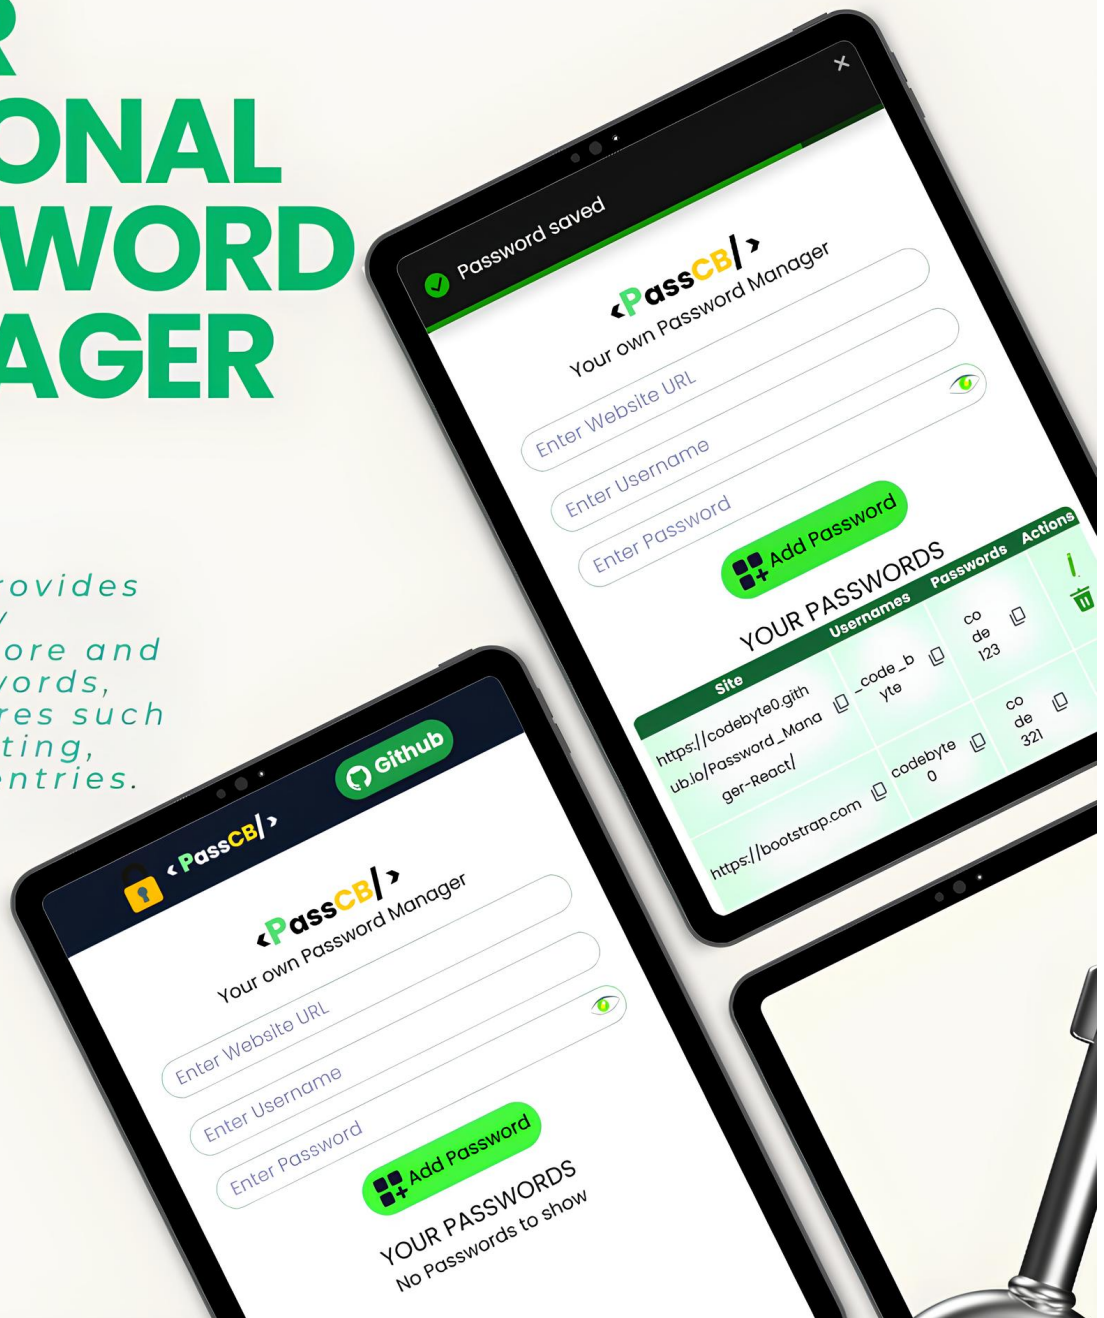 R
ONAL
WORD
AGER
rovides
ore and
words,
res such
ting,
entries.
Password saved
<PassCB/>
Your own Password Manager
Enter Website URL
Enter Username
Enter Password
Add Password
YOUR PASSWORDS
Site Usernames Passwords Actions
https://codebyte0.gith
ub.io/Password_Mana
ger-React/
_code_b
yte
co
de
123
https://bootstrap.com
codebyte
0
co
de
321
<PassCB/>
Github
<PassCB/>
Your own Password Manager
Enter Website URL
Enter Username
Enter Password
Add Password
YOUR PASSWORDS
No Passwords to show